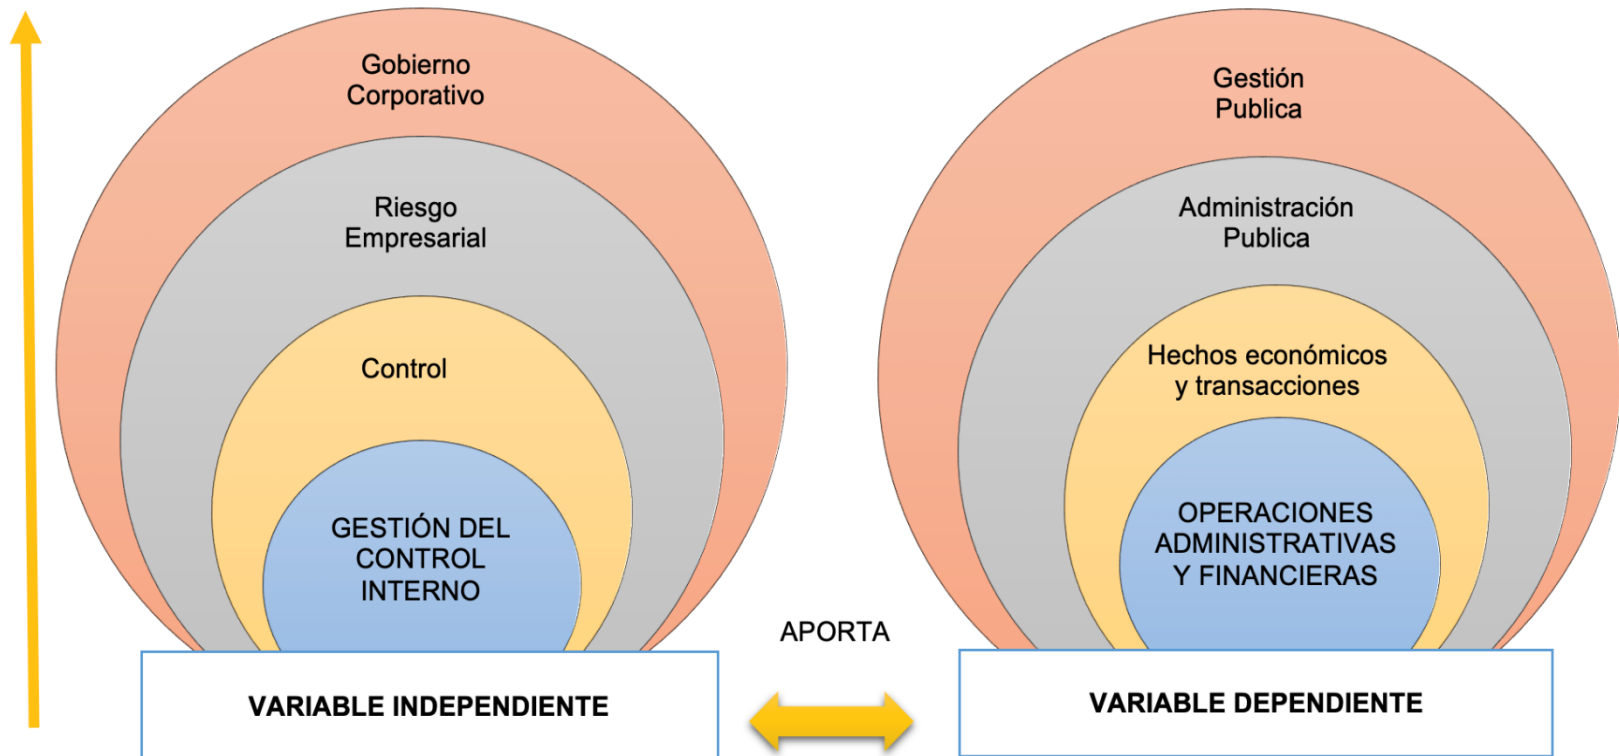 Gobierno
Corporativo
Riesgo
Empresarial
Control
GESTIÓN DEL
CONTROL
INTERNO
VARIABLE INDEPENDIENTE
APORTA
Gestión
Publica
Administración
Publica
Hechos económicos
y transacciones
OPERACIONES
ADMINISTRATIVAS
Y FINANCIERAS
VARIABLE DEPENDIENTE